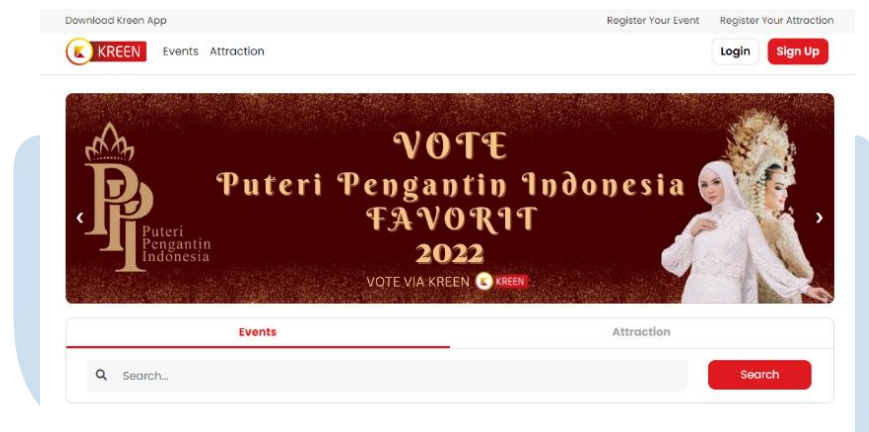 Download Kreen App
Register Your Event Register Your Attraction
KREEN Events Attraction Login Sign Up
VOTE
Puteri Pengantin Indonesia
FAVORIT
2022
VOTE VIA KREEN KREEN
PPI
Puteri
Pengantin
Indonesia
Events Attraction
Search... Search